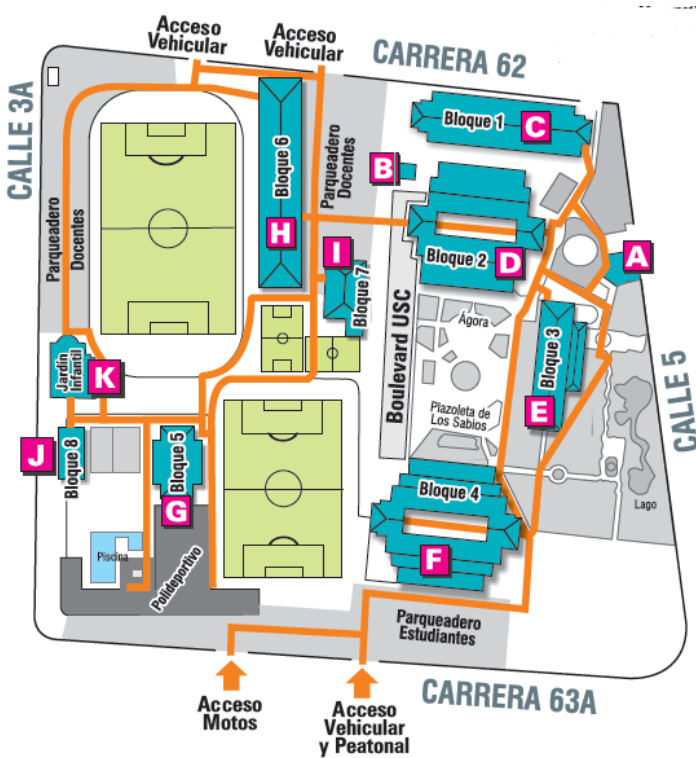 Acceso
Vehicular
Acceso
Vehicular
CARRERA 62
CALLE 3A
Bloque 1
C
Bloque 6
Parqueadero
Docentes
B
Parqueadero
Docentes
H
I
Bloque 2
D
A
Bloque 7
Boulevard USC
Ágora
Bloque 3
Jardín
Infantil
K
Plazoleta de
Los Sabios
E
CALLE 5
J
Bloque 8
Bloque 5
G
Bloque 4
Lago
Piscina
F
Polideportivo
Parqueadero
Estudiantes
Acceso
Motos
Acceso
Vehicular
y Peatonal
CARRERA 63A